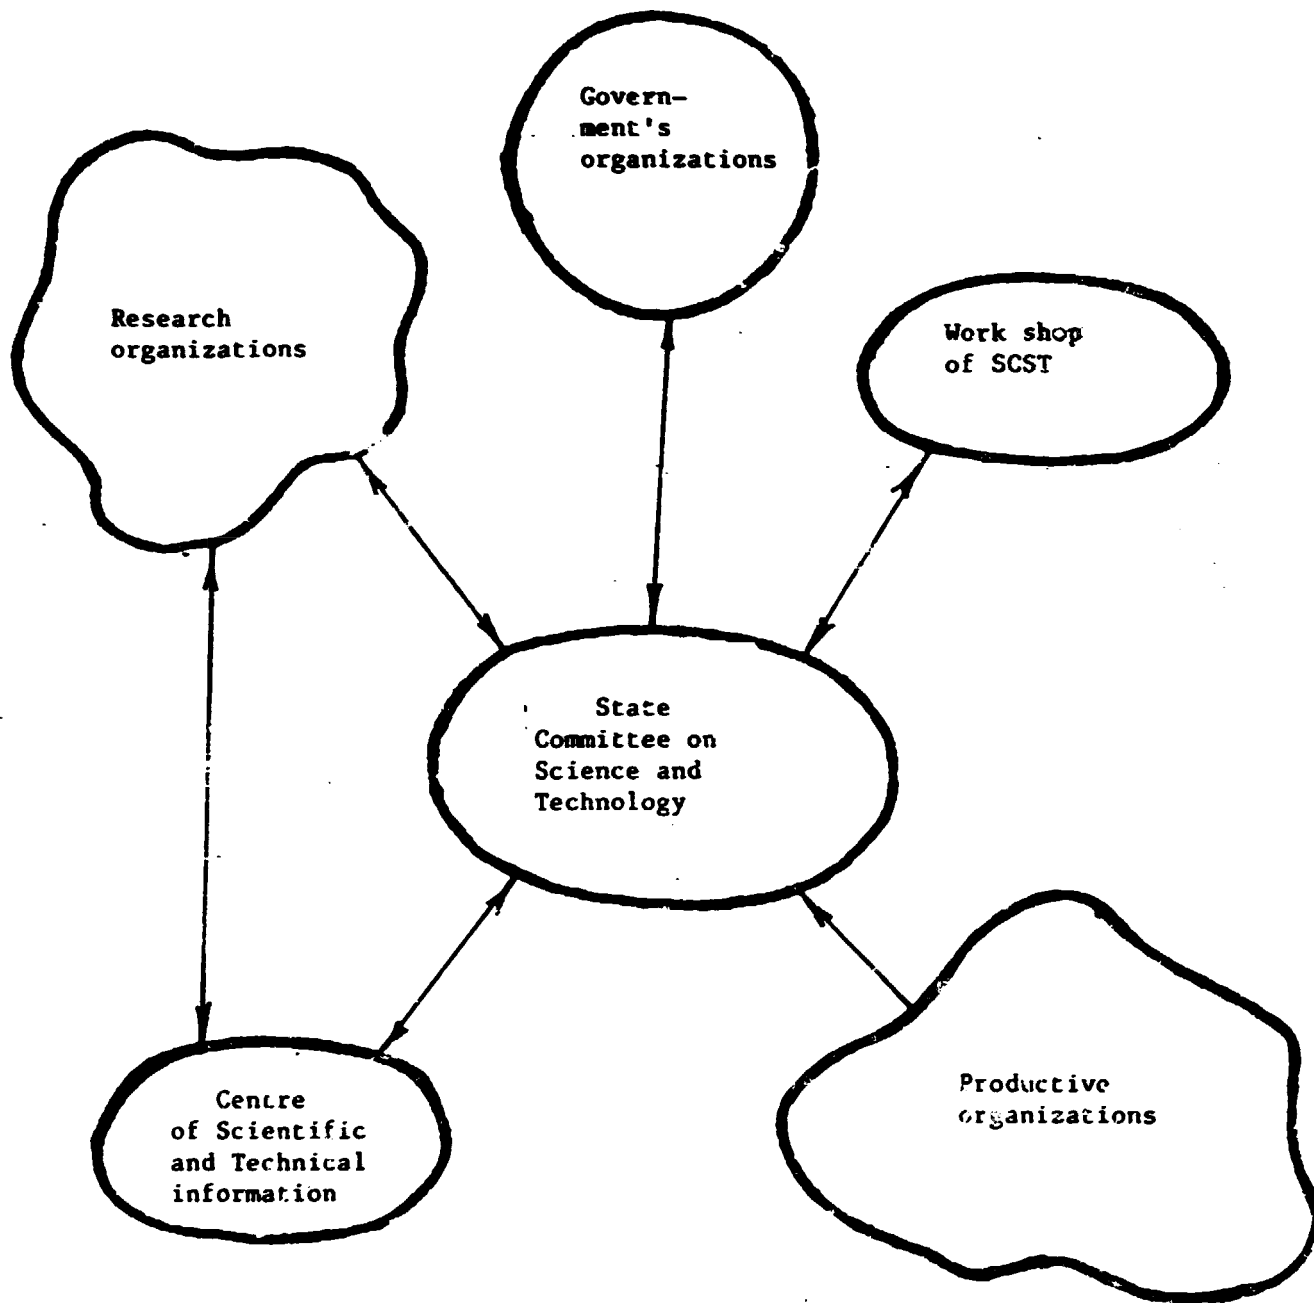 Govern-
ment's
organizations
Research
organizations
Work shop
of SCST
State
Committee on
Science and
Technology
Centre
of Scientific
and Technical
information
Productive
organizations